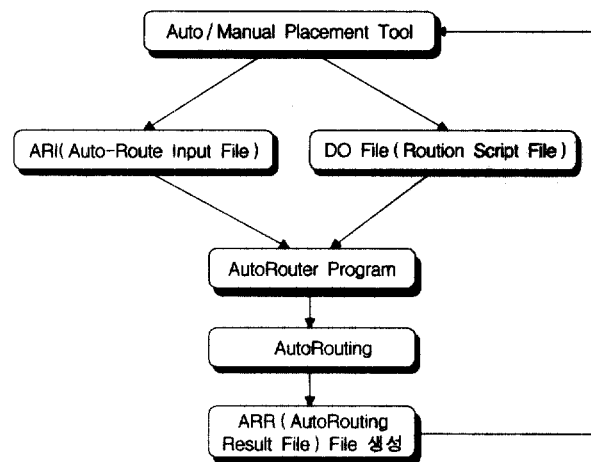 Auto/Manual Placement Tool
ARI(Auto-Route Input File)
DO File(Roution Script File)
AutoRouter Program
AutoRouting
ARR(AutoRouting
Result File) File 생성